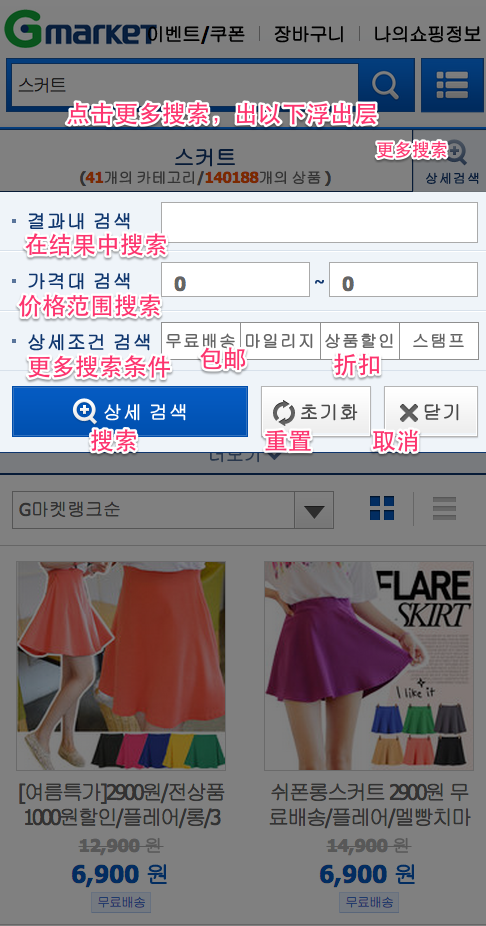 Gmarket 이벤트/쿠폰 | 장바구니 | 나의쇼핑정보
스커트
点击更多搜索，出以下浮出层
스커트
更多搜索
(41개의 카테고리/140188개의 상품 )
상세검색
결과내 검색
在结果中搜索
가격대 검색 0 ~ 0
价格范围搜索
상세조건 검색 무료배송 마일리지 상품할인 스탬프
更多搜索条件 包邮 折扣
상세 검색 초기화 닫기
搜索 重置 取消
더보기
G마켓랭크순
FLARE
SKIRT
I like it
[여름특가]2900원/전상품
1000원할인/플레어/롱/3
12,900 원
6,900 원
무료배송
쉬폰롱스커트 2900원 무
료배송/플레어/멜빵치마
14,900 원
6,900 원
무료배송